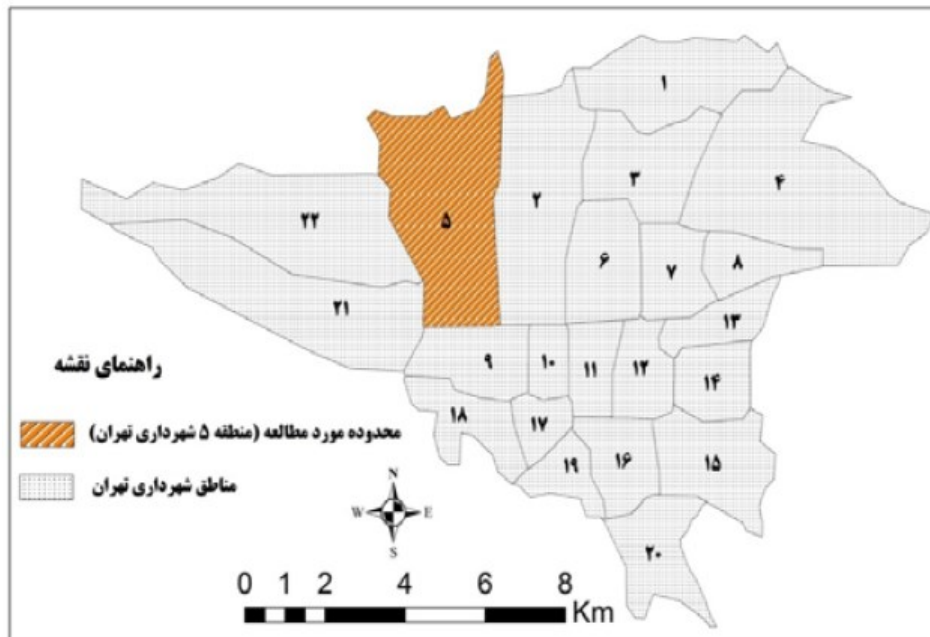 ۱
۳
۴
۲
۵
۲۲
۶
۷
۸
۲۱
۱۳
۹
۱۰
۱۱
۱۲
۱۴
۱۸
۱۷
۱۹
۱۶
۱۵
۲۰
راهنمای نقشه
محدوده مورد مطالعه (منطقه ۵ شهرداری تهران)
مناطق شهرداری تهران
N
W E
S
0 1 2 4 6 8
Km